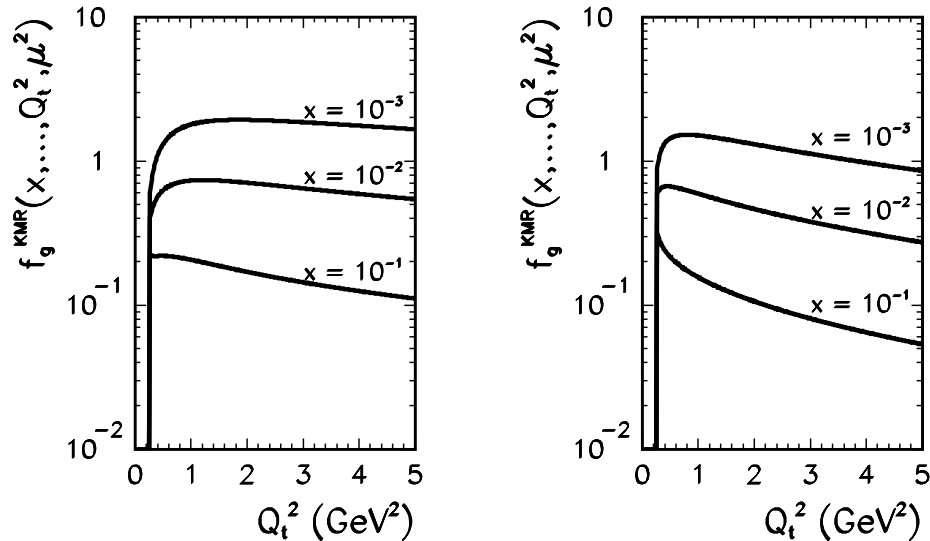 f_g^KMR(x,...,Q_t^2,μ^2)
10
1
10^-1
10^-2
x = 10^-3
x = 10^-2
x = 10^-1
0 1 2 3 4 5
Q_t^2 (GeV^2)
f_g^KMR(x,...,Q_t^2,μ^2)
10
1
10^-1
10^-2
x = 10^-3
x = 10^-2
x = 10^-1
0 1 2 3 4 5
Q_t^2 (GeV^2)